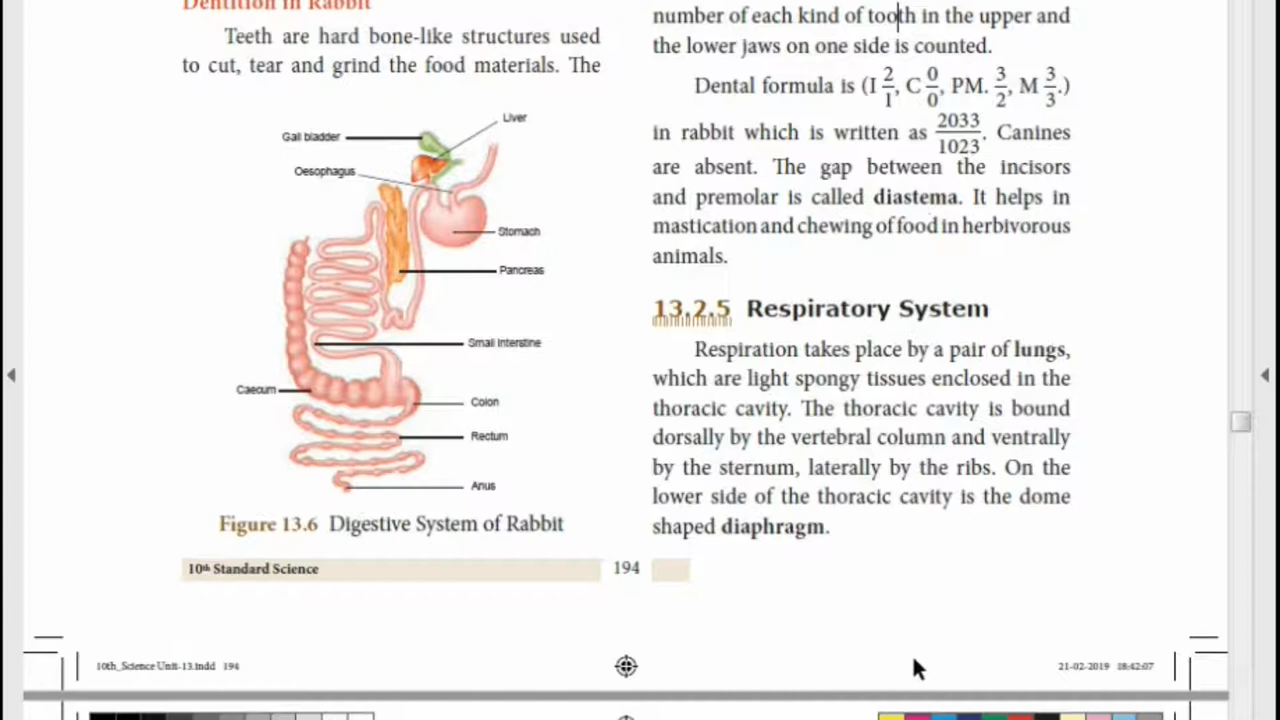 Dentition in Rabbit
Teeth are hard bone-like structures used
to cut, tear and grind the food materials. The
Liver
Gall bladder
Oesophagus
Stomach
Pancreas
Small Interstine
Caecum
Colon
Rectum
Anus
Figure 13.6 Digestive System of Rabbit
number of each kind of tooth in the upper and
the lower jaws on one side is counted.
Dental formula is (I 2/1, C 0/0, PM. 3/2, M 3/3.)
in rabbit which is written as 2033/1023. Canines
are absent. The gap between the incisors
and premolar is called diastema. It helps in
mastication and chewing of food in herbivorous
animals.
13.2.5 Respiratory System
Respiration takes place by a pair of lungs,
which are light spongy tissues enclosed in the
thoracic cavity. The thoracic cavity is bound
dorsally by the vertebral column and ventrally
by the sternum, laterally by the ribs. On the
lower side of the thoracic cavity is the dome
shaped diaphragm.
10th Standard Science 194
10th_Science Unit-13.indd 194 21-02-2019 18:42:07